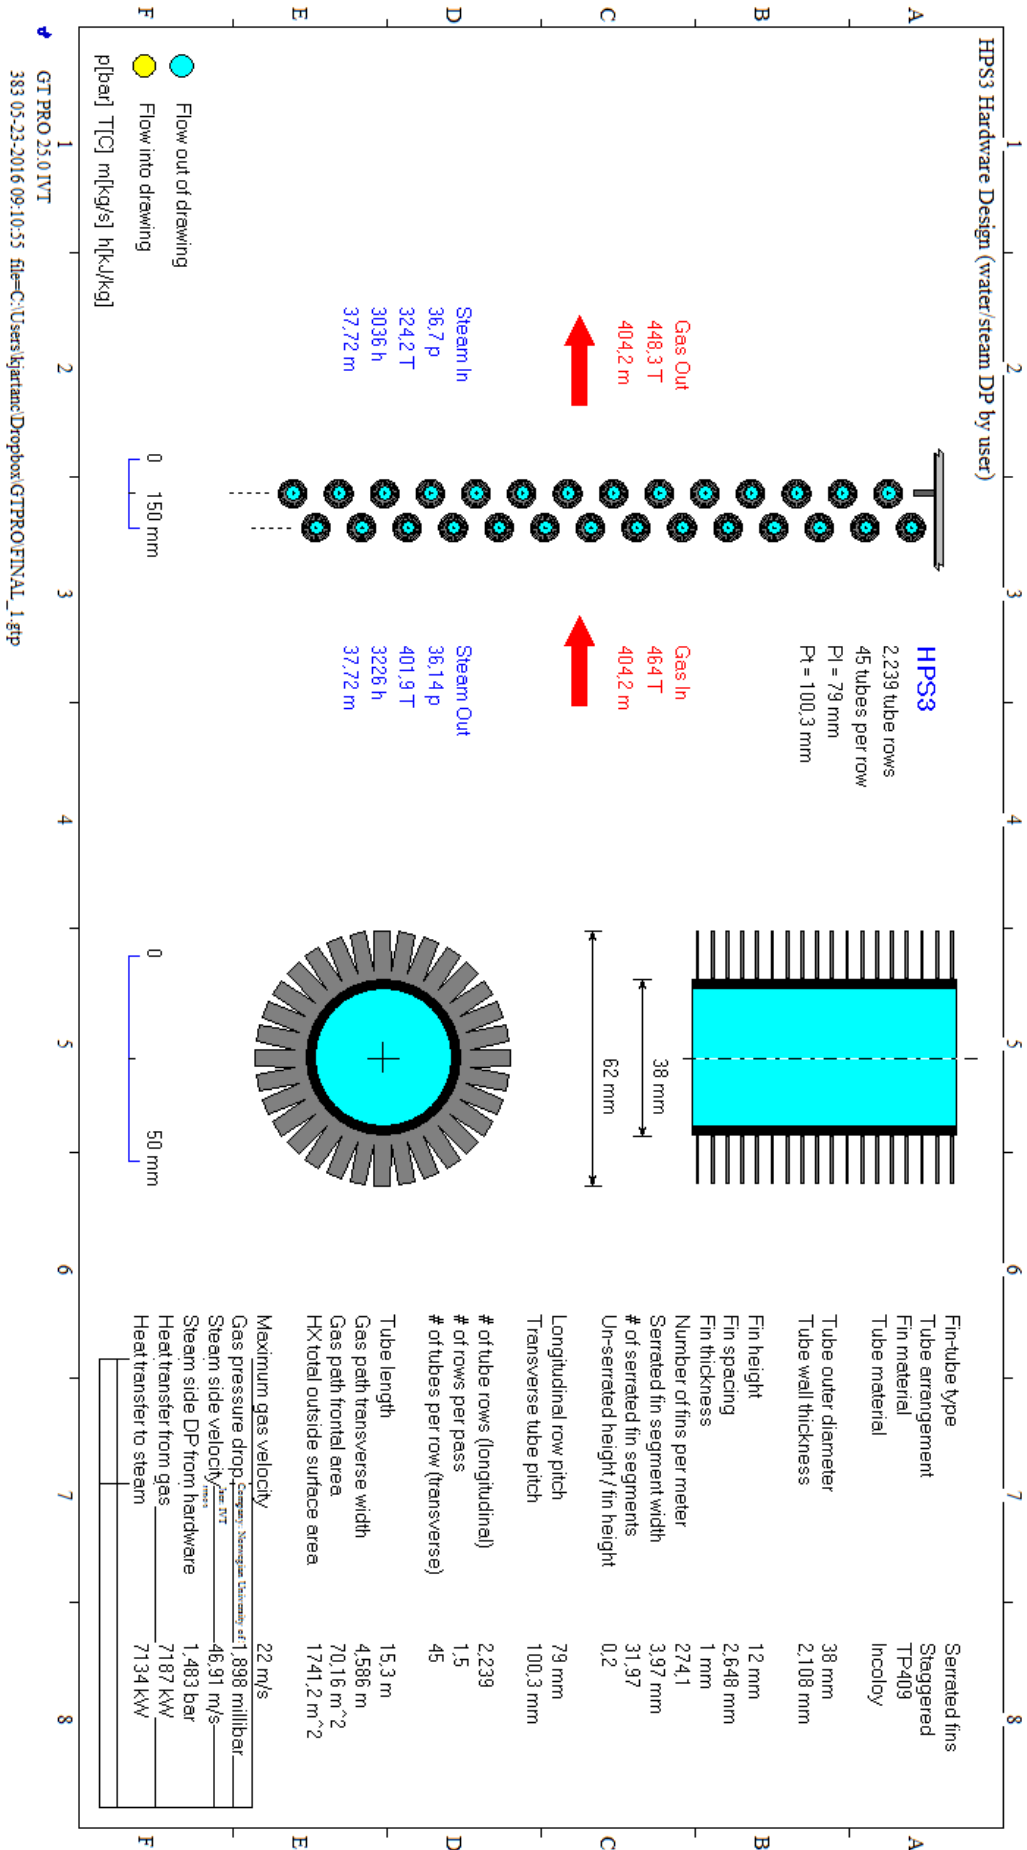 HPS3 Hardware Design (water/steam DP by user)
1 2 3 4 5 6 7 8
A B C D E F
HPS3
2,239 tube rows
45 tubes per row
Pl = 79 mm
Pt = 100,3 mm
Gas Out
448,3 T
404,2 m
Gas In
464 T
404,2 m
Steam In
36,7 p
324,2 T
3036 h
37,72 m
Steam Out
36,14 p
401,9 T
3226 h
37,72 m
0 150 mm
38 mm
62 mm
0 50 mm
Flow out of drawing
Flow into drawing
p[bar] T[C] m[kg/s] h[kJ/kg]
Fin-tube type Serrated fins
Tube arrangement Staggered
Fin material TP409
Tube material Incoloy
Tube outer diameter 38 mm
Tube wall thickness 2,108 mm
Fin height 12 mm
Fin spacing 2,648 mm
Fin thickness 1 mm
Number of fins per meter 274,1
Serrated fin segment width 3,97 mm
# of serrated fin segments 31,97
Un-serrated height / fin height 0,2
Longitudinal row pitch 79 mm
Transverse tube pitch 100,3 mm
# of tube rows (longitudinal) 2,239
# of rows per pass 1,5
# of tubes per row (transverse) 45
Tube length 15,3 m
Gas path transverse width 4,586 m
Gas path frontal area 70,16 m^2
HX total outside surface area 1741,2 m^2
Maximum gas velocity 22 m/s
Gas pressure drop 1,898 millibar
Company: Norwegian University of
Steam side velocity 46,91 m/s
IVT
Steam side DP from hardware 1,483 bar
Heat transfer from gas 7187 kW
Heat transfer to steam 7134 kW
1 2 3 4 5 6 7 8
A B C D E F
GT PRO 25.0 IVT
383 05-23-2016 09:10:55 file=C:\Users\kjartanc\Dropbox\GTPRO\FINAL_1.gtp